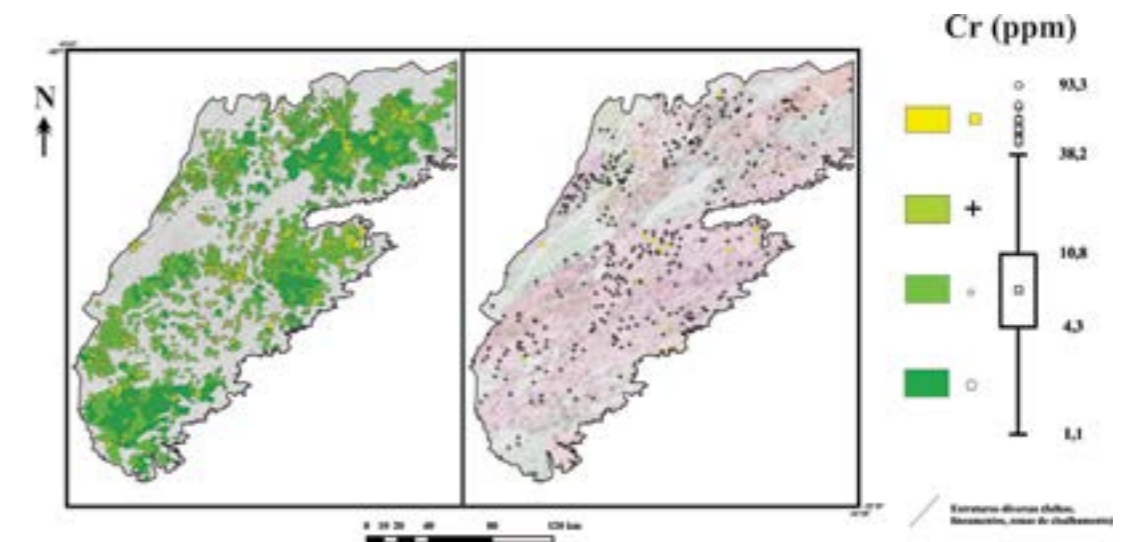 Cr (ppm)
N
93,3
38,2
10,8
4,3
1,1
0 10 20 40 80 120 km
Estruturas diversas
lineamentos, zonas de cisalhamento